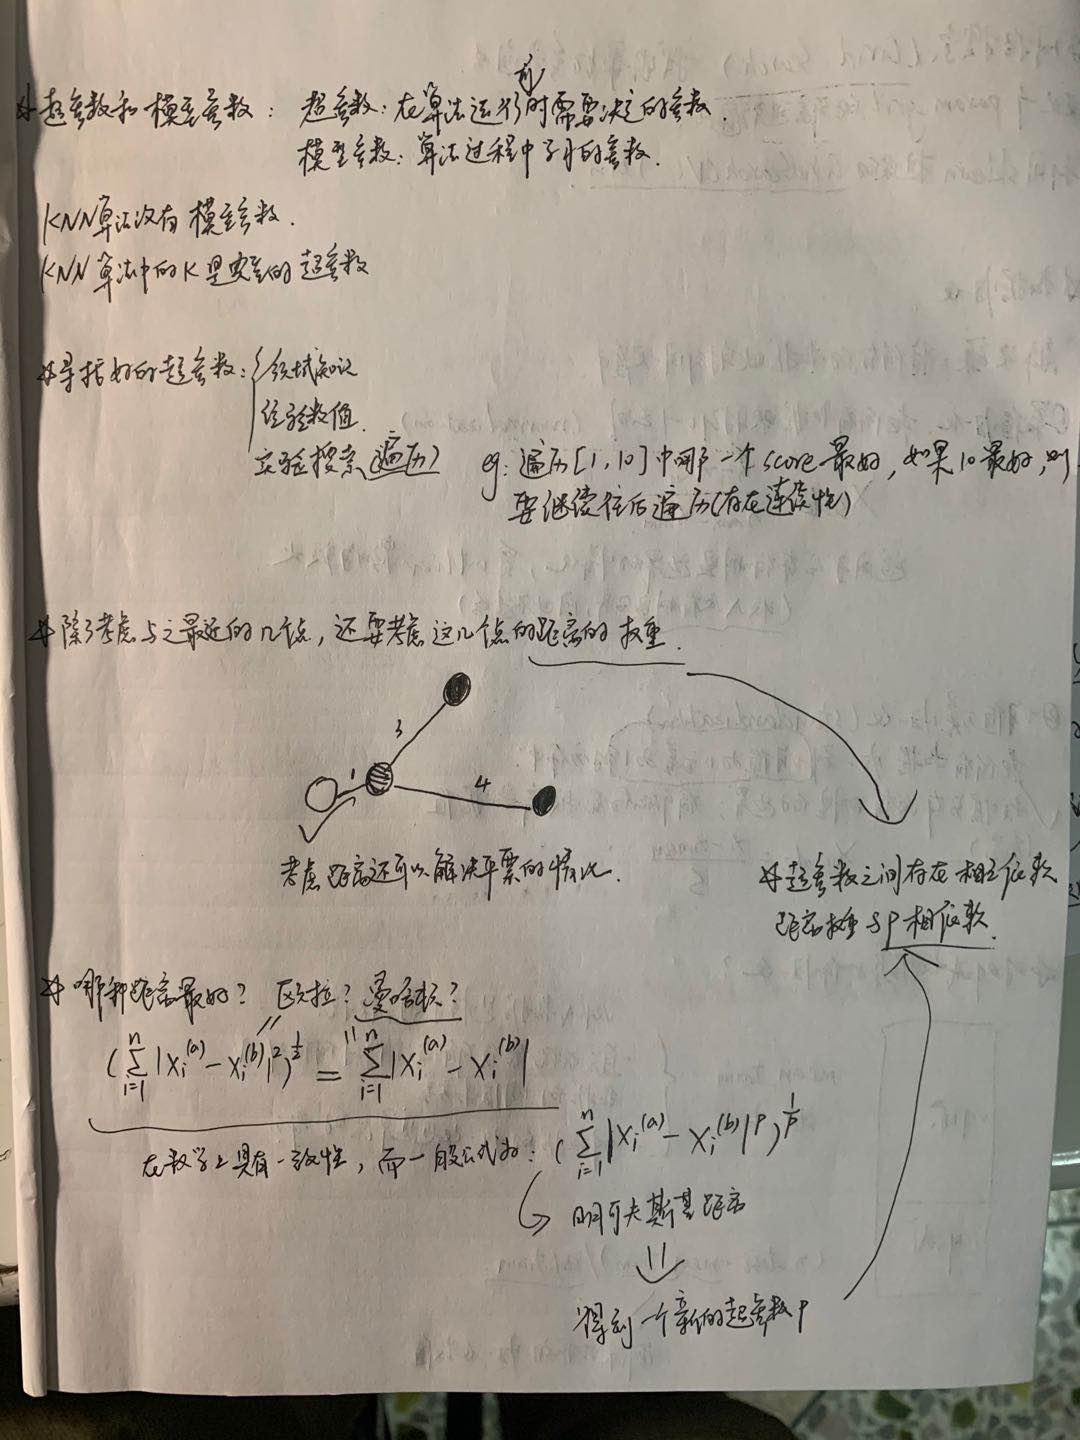 超参数和模型参数： 超参数：在算法运行时需要决定的参数.
前
模型参数：算法过程中学习的参数.
KNN算法没有模型参数.
KNN算法中的K是典型的超参数
寻找好的超参数：领域知识
经验数值.
实验搜索(遍历) eg：遍历[1,10]中哪一个score最好，如果10最好，则
要继续往后遍历(存在连续性)
除了考虑与之最近的几个点，还要考虑这几个点的距离的权重.
3
1
4
考虑距离还可以解决平票的情况.
超参数之间存在相互依赖
距离权重与P相依赖.
哪种距离最好？ 欧拉？ 曼哈顿？
(∑_{i=1}^{n} |X_i^{(a)} - X_i^{(b)}|^2)^{1/2} = ∑_{i=1}^{n} |X_i^{(a)} - X_i^{(b)}|
在数学上具有一致性，而一般公式为： (∑_{i=1}^{n} |X_i^{(a)} - X_i^{(b)}|^p)^{1/p}
明可夫斯基距离
得到一个新的超参数P